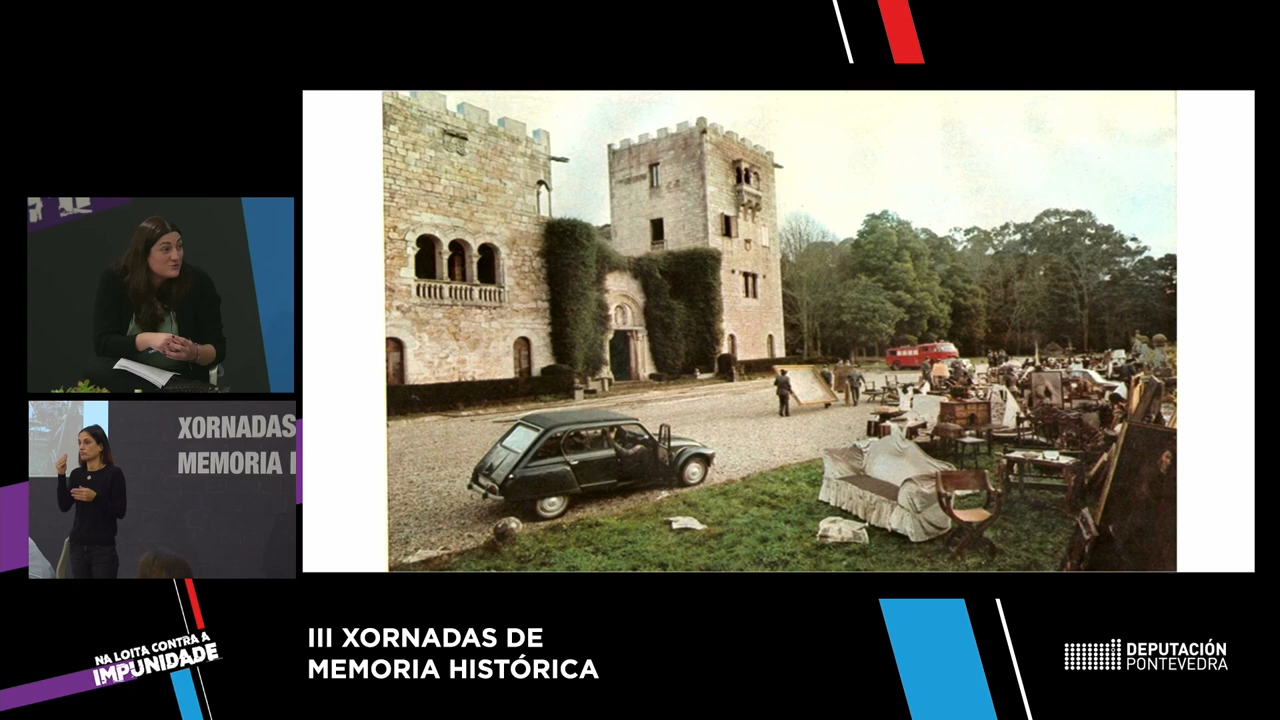 XORNADAS
MEMORIA
NA LOITA CONTRA A
IMPUNIDADE
III XORNADAS DE
MEMORIA HISTÓRICA
DEPUTACIÓN
PONTEVEDRA